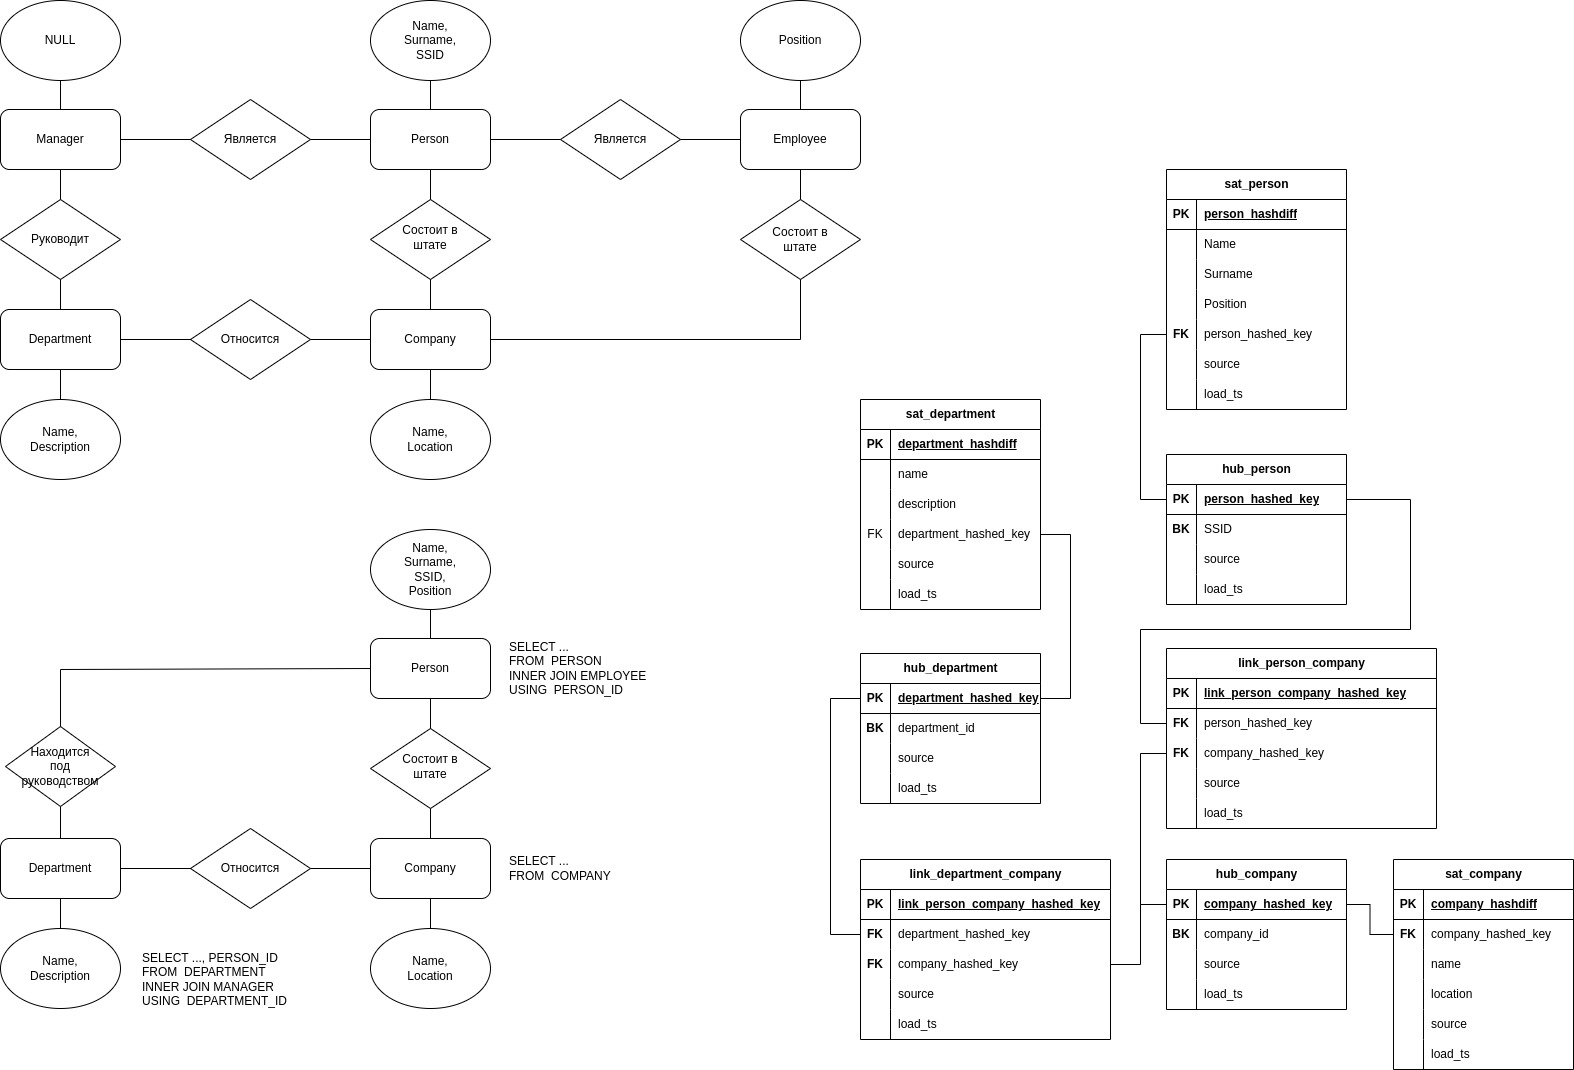 NULL
Name,
Surname,
SSID
Position
Manager
Является
Person
Является
Employee
Руководит
Состоит в
штате
Состоит в
штате
Department
Относится
Company
Name,
Description
Name,
Location
Name,
Surname,
SSID,
Position
Person
SELECT ...
FROM  PERSON
INNER JOIN EMPLOYEE
USING  PERSON_ID
Находится
под
руководством
Состоит в
штате
Department
Относится
Company
SELECT ...
FROM  COMPANY
Name,
Description
SELECT ..., PERSON_ID
FROM  DEPARTMENT
INNER JOIN MANAGER
USING  DEPARTMENT_ID
Name,
Location
sat_person
PK person_hashdiff
Name
Surname
Position
FK person_hashed_key
source
load_ts
sat_department
PK department_hashdiff
name
description
FK department_hashed_key
source
load_ts
hub_person
PK person_hashed_key
BK SSID
source
load_ts
hub_department
PK department_hashed_key
BK department_id
source
load_ts
link_person_company
PK link_person_company_hashed_key
FK person_hashed_key
FK company_hashed_key
source
load_ts
link_department_company
PK link_person_company_hashed_key
FK department_hashed_key
FK company_hashed_key
source
load_ts
hub_company
PK company_hashed_key
BK company_id
source
load_ts
sat_company
PK company_hashdiff
FK company_hashed_key
name
location
source
load_ts